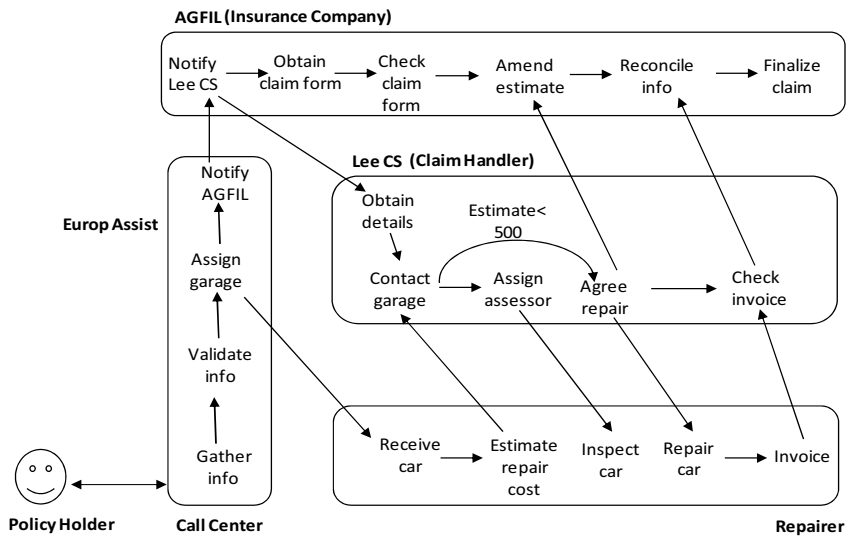 AGFIL (Insurance Company)
Notify
Lee CS
Obtain
claim form
Check
claim
form
Amend
estimate
Reconcile
info
Finalize
claim
Lee CS (Claim Handler)
Obtain
details
Estimate<
500
Contact
garage
Assign
assessor
Agree
repair
Check
invoice
Europ Assist
Notify
AGFIL
Assign
garage
Validate
info
Gather
info
Receive
car
Estimate
repair
cost
Inspect
car
Repair
car
Invoice
Policy Holder
Call Center
Repairer